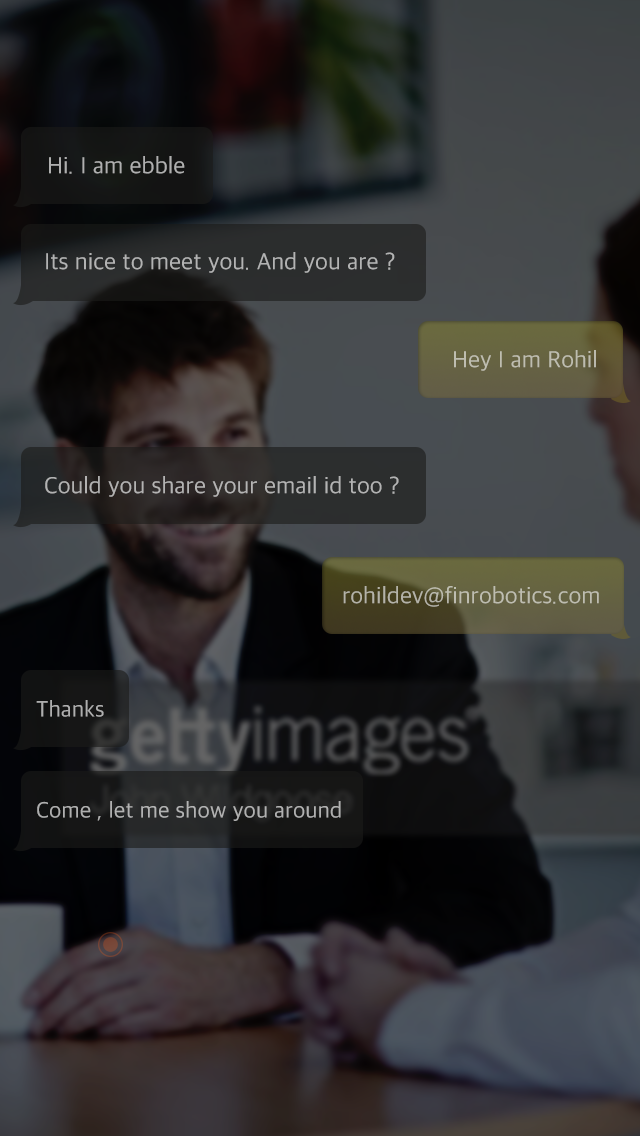 Hi. I am ebble
Its nice to meet you. And you are ?
Hey I am Rohil
Could you share your email id too ?
rohildev@finrobotics.com
Thanks
gettyimages
Come , let me show you around